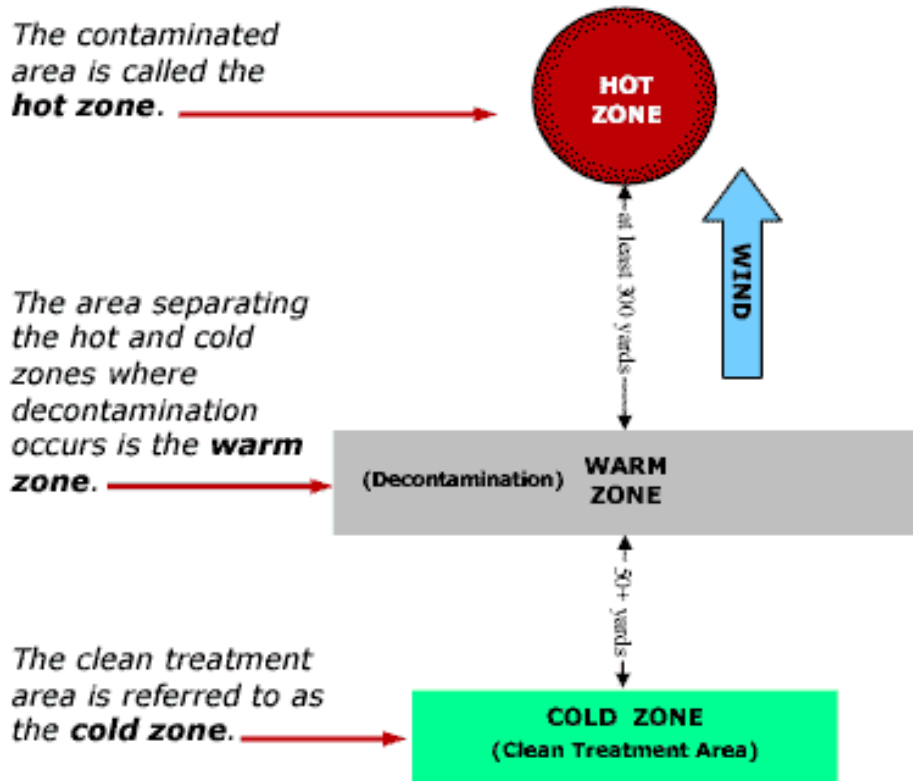 The contaminated
area is called the
hot zone.
HOT
ZONE
~at least 300 yards~
WIND
The area separating
the hot and cold
zones where
decontamination
occurs is the warm
zone.
(Decontamination) WARM
ZONE
~ 50+ yards~
The clean treatment
area is referred to as
the cold zone.
COLD ZONE
(Clean Treatment Area)